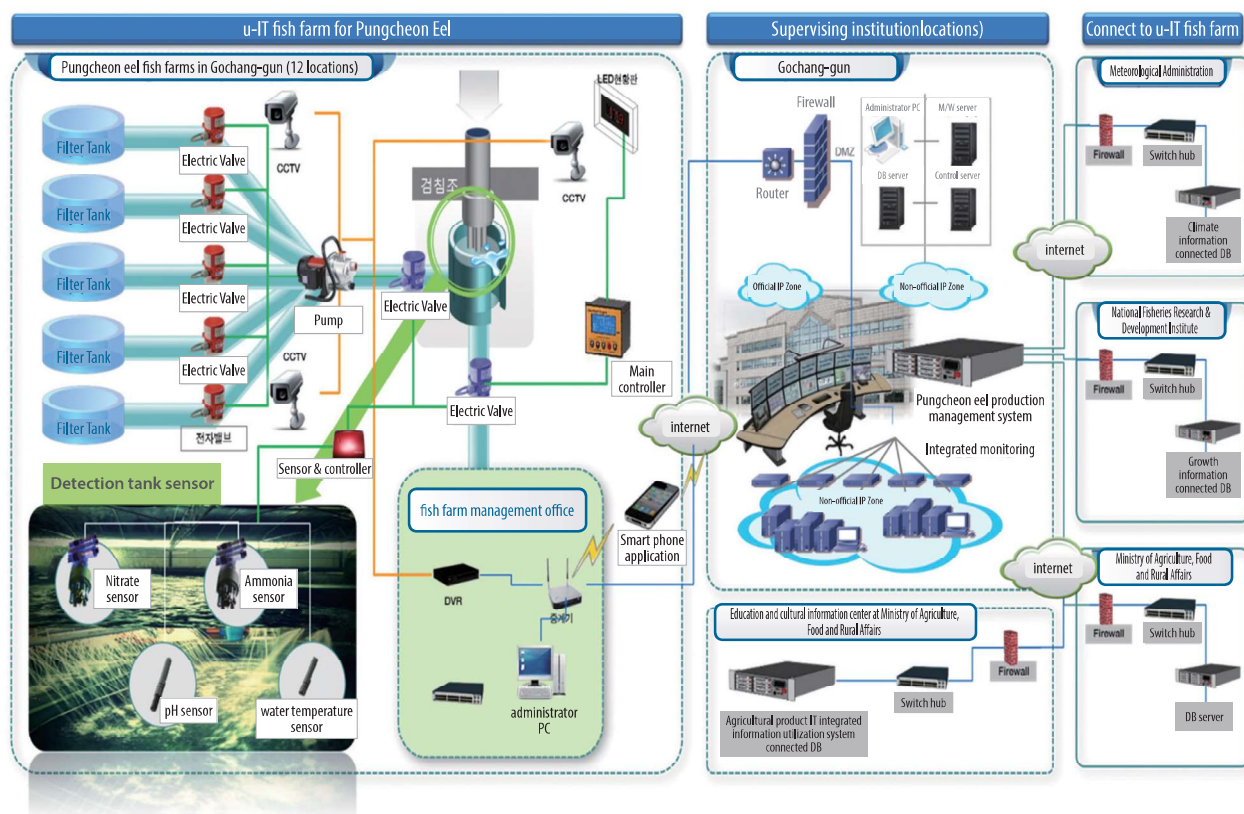 u-IT fish farm for Pungcheon Eel
Supervising institutionlocations)
Connect to u-IT fish farm
Pungcheon eel fish farms in Gochang-gun (12 locations)
Filter Tank
Electric Valve
Filter Tank
Electric Valve
Filter Tank
Electric Valve
Filter Tank
Electric Valve
Filter Tank
전자밸브
CCTV
CCTV
Pump
검침조
Electric Valve
Electric Valve
CCTV
LED현황판
Main
controller
Sensor & controller
Detection tank sensor
Nitrate
sensor
Ammonia
sensor
pH sensor
water temperature
sensor
fish farm management office
DVR
중계기
administrator
PC
Smart phone
application
internet
Gochang-gun
Firewall
Router
DMZ
Administrator PC
M/W server
DB server
Control server
Official IP Zone
Non-official IP Zone
Pungcheon eel production
management system
Integrated monitoring
Non-official IP Zone
Education and cultural information center at Ministry of Agriculture,
Food and Rural Affairs
Agricultural product IT integrated
information utilization system
connected DB
Switch hub
Firewall
internet
internet
Meteorological Administration
Firewall
Switch hub
Climate
information
connected DB
National Fisheries Research &
Development Institute
Firewall
Switch hub
Growth
information
connected DB
Ministry of Agriculture, Food
and Rural Affairs
Firewall
Switch hub
DB server